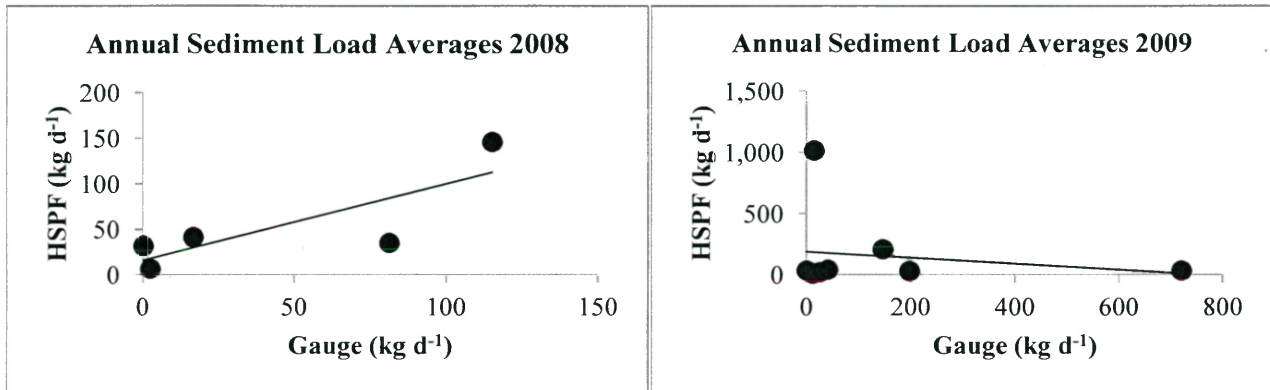 Annual Sediment Load Averages 2008
200
150
100
50
0
HSPF (kg d⁻¹)
0 50 100 150
Gauge (kg d⁻¹)
Annual Sediment Load Averages 2009
1,500
1,000
500
0
HSPF (kg d⁻¹)
0 200 400 600 800
Gauge (kg d⁻¹)